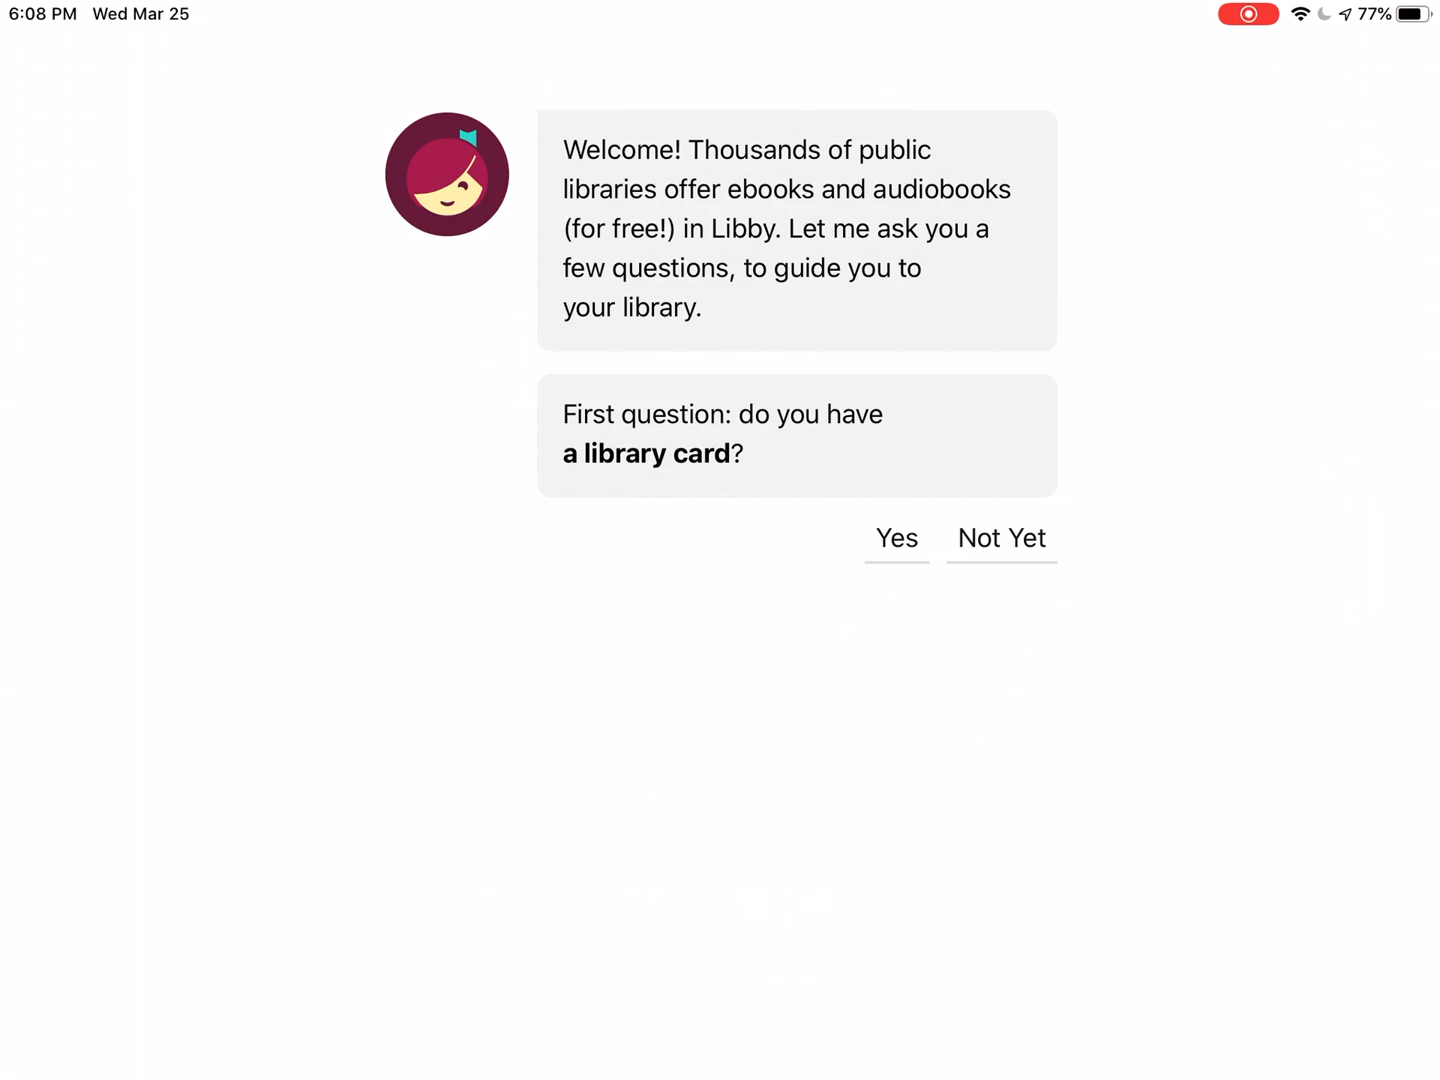 6:08 PM Wed Mar 25
77%
Welcome! Thousands of public
libraries offer ebooks and audiobooks
(for free!) in Libby. Let me ask you a
few questions, to guide you to
your library.
First question: do you have
a library card?
Yes Not Yet